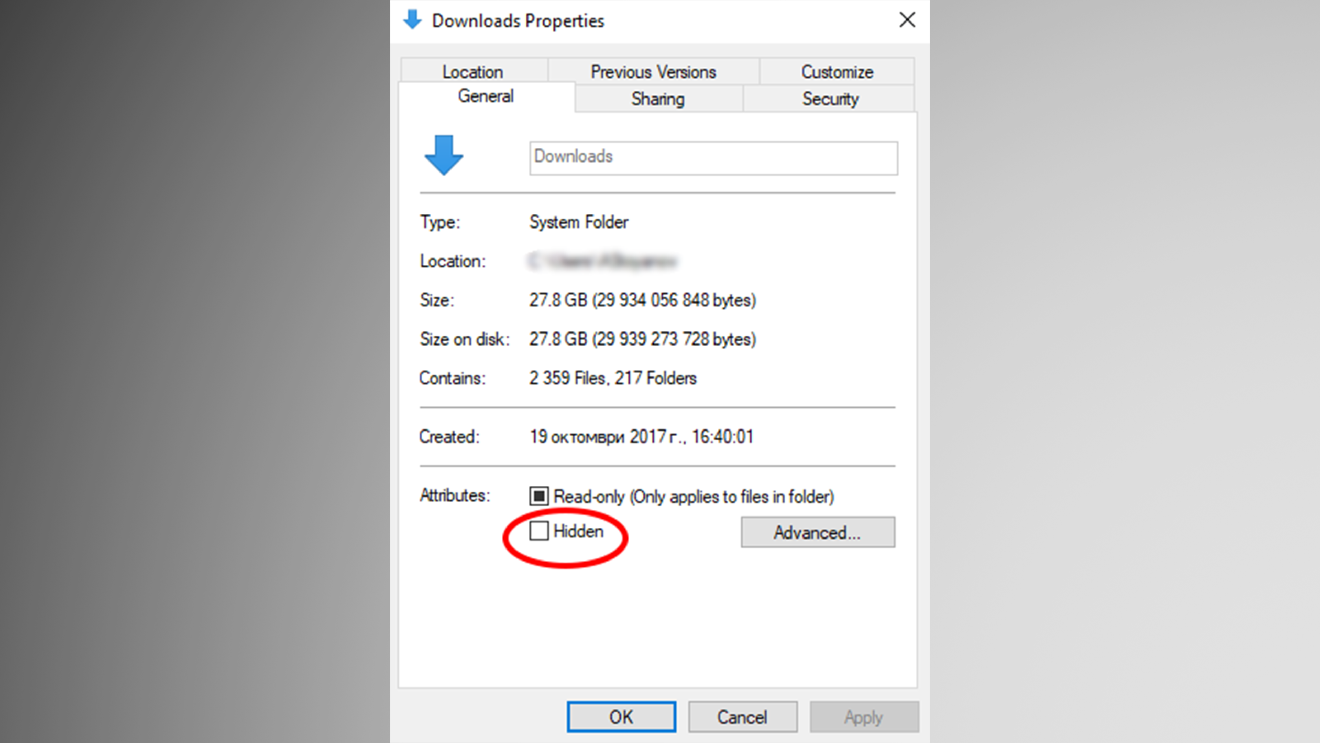 Downloads Properties
Location Previous Versions Customize
General Sharing Security
Downloads
Type: System Folder
Location:
Size: 27.8 GB (29 934 056 848 bytes)
Size on disk: 27.8 GB (29 939 273 728 bytes)
Contains: 2 359 Files, 217 Folders
Created: 19 октомври 2017 г., 16:40:01
Attributes: Read-only (Only applies to files in folder)
Hidden Advanced...
OK Cancel Apply